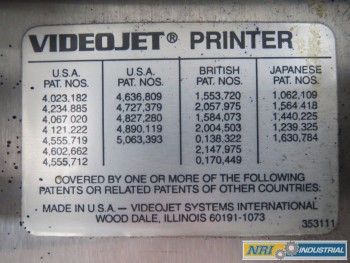 VIDEOJET® PRINTER
U.S.A. U.S.A. BRITISH JAPANESE
PAT. NOS. PAT. NOS. PAT. NOS. PAT. NOS.
4,023,182 4,636,809 1,553,720 1,062,109
4,234,885 4,727,379 2,057,975 1,564,418
4,067,020 4,827,280 1,584,073 1,440,225
4,121,222 4,890,119 2,004,503 1,239,325
4,555,719 5,063,393 0,138,322 1,630,784
4,602,662 2,147,975
4,555,712 0,170,449
COVERED BY ONE OR MORE OF THE FOLLOWING
PATENTS OR RELATED PATENTS OF OTHER COUNTRIES:
MADE IN U.S.A.— VIDEOJET SYSTEMS INTERNATIONAL
WOOD DALE, ILLINOIS 60191-1073
353111
NRI INDUSTRIAL